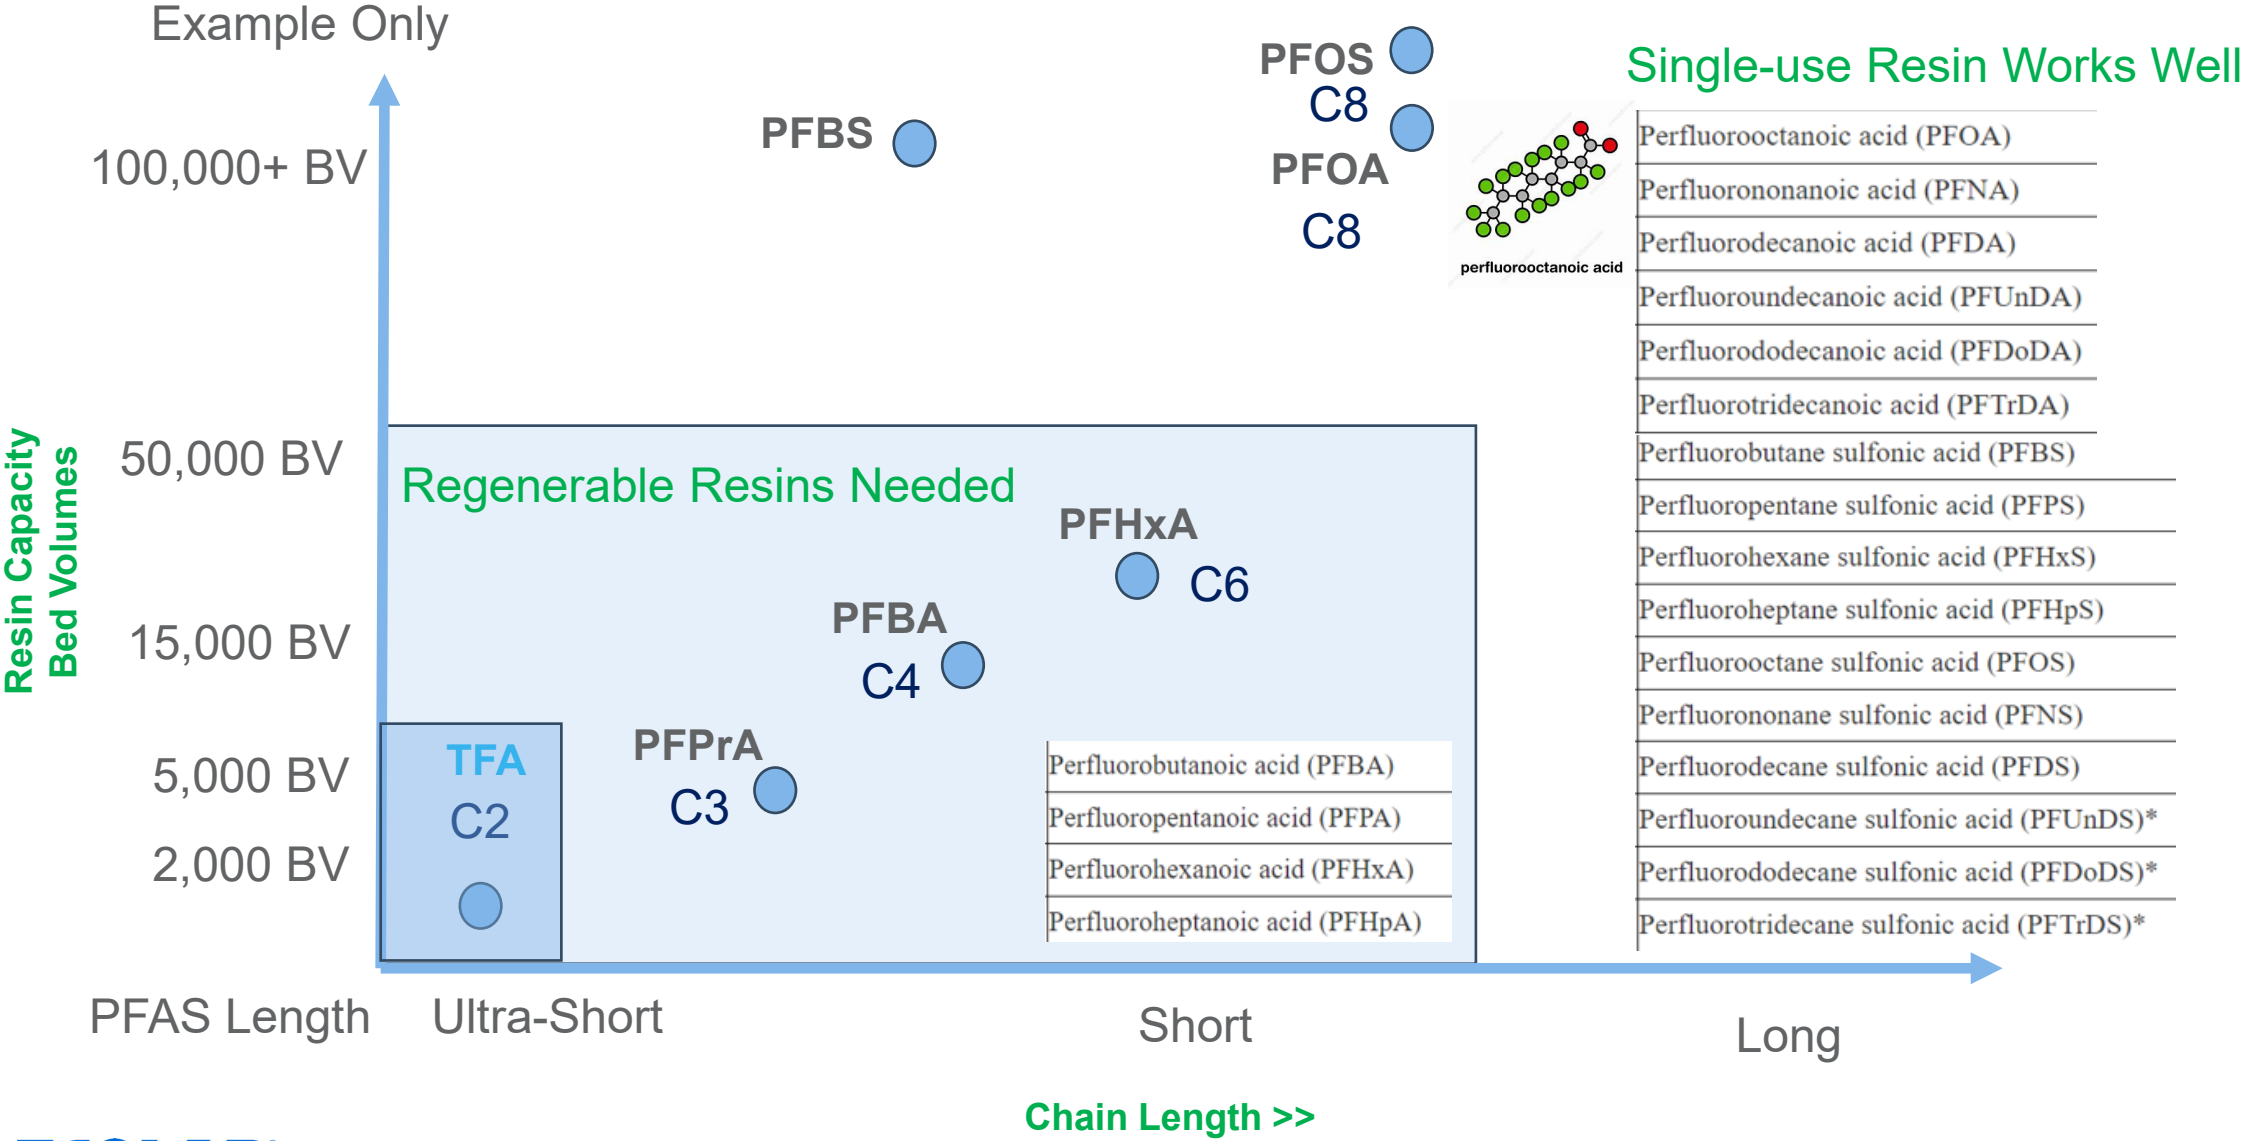 Example Only
PFOS
C8
Single-use Resin Works Well
PFBS
100,000+ BV
PFOA
C8
perfluorooctanoic acid
Perfluorooctanoic acid (PFOA)
Perfluorononanoic acid (PFNA)
Perfluorodecanoic acid (PFDA)
Perfluoroundecanoic acid (PFUnDA)
Perfluorododecanoic acid (PFDoDA)
Perfluorotridecanoic acid (PFTrDA)
Perfluorobutane sulfonic acid (PFBS)
Perfluoropentane sulfonic acid (PFPS)
Perfluorohexane sulfonic acid (PFHxS)
Perfluoroheptane sulfonic acid (PFHpS)
Perfluorooctane sulfonic acid (PFOS)
Perfluorononane sulfonic acid (PFNS)
Perfluorodecane sulfonic acid (PFDS)
Perfluoroundecane sulfonic acid (PFUnDS)*
Perfluorododecane sulfonic acid (PFDoDS)*
Perfluorotridecane sulfonic acid (PFTrDS)*
Resin Capacity
Bed Volumes
50,000 BV
Regenerable Resins Needed
PFHxA
C6
15,000 BV
PFBA
C4
5,000 BV
TFA
C2
PFPrA
C3
2,000 BV
Perfluorobutanoic acid (PFBA)
Perfluoropentanoic acid (PFPA)
Perfluorohexanoic acid (PFHxA)
Perfluoroheptanoic acid (PFHpA)
PFAS Length
Ultra-Short
Short
Long
Chain Length >>